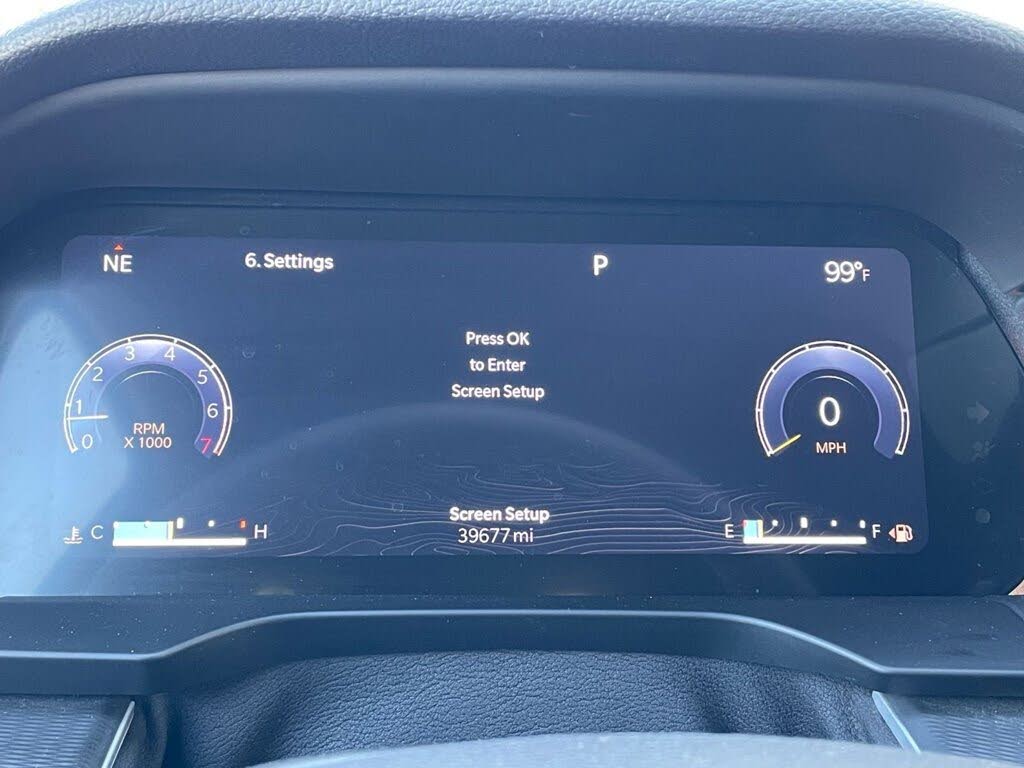 NE
6. Settings
P
99°F
Press OK
to Enter
Screen Setup
0
1
2
3
4
5
6
7
RPM
X 1000
0
MPH
C
H
Screen Setup
39677 mi
E
F